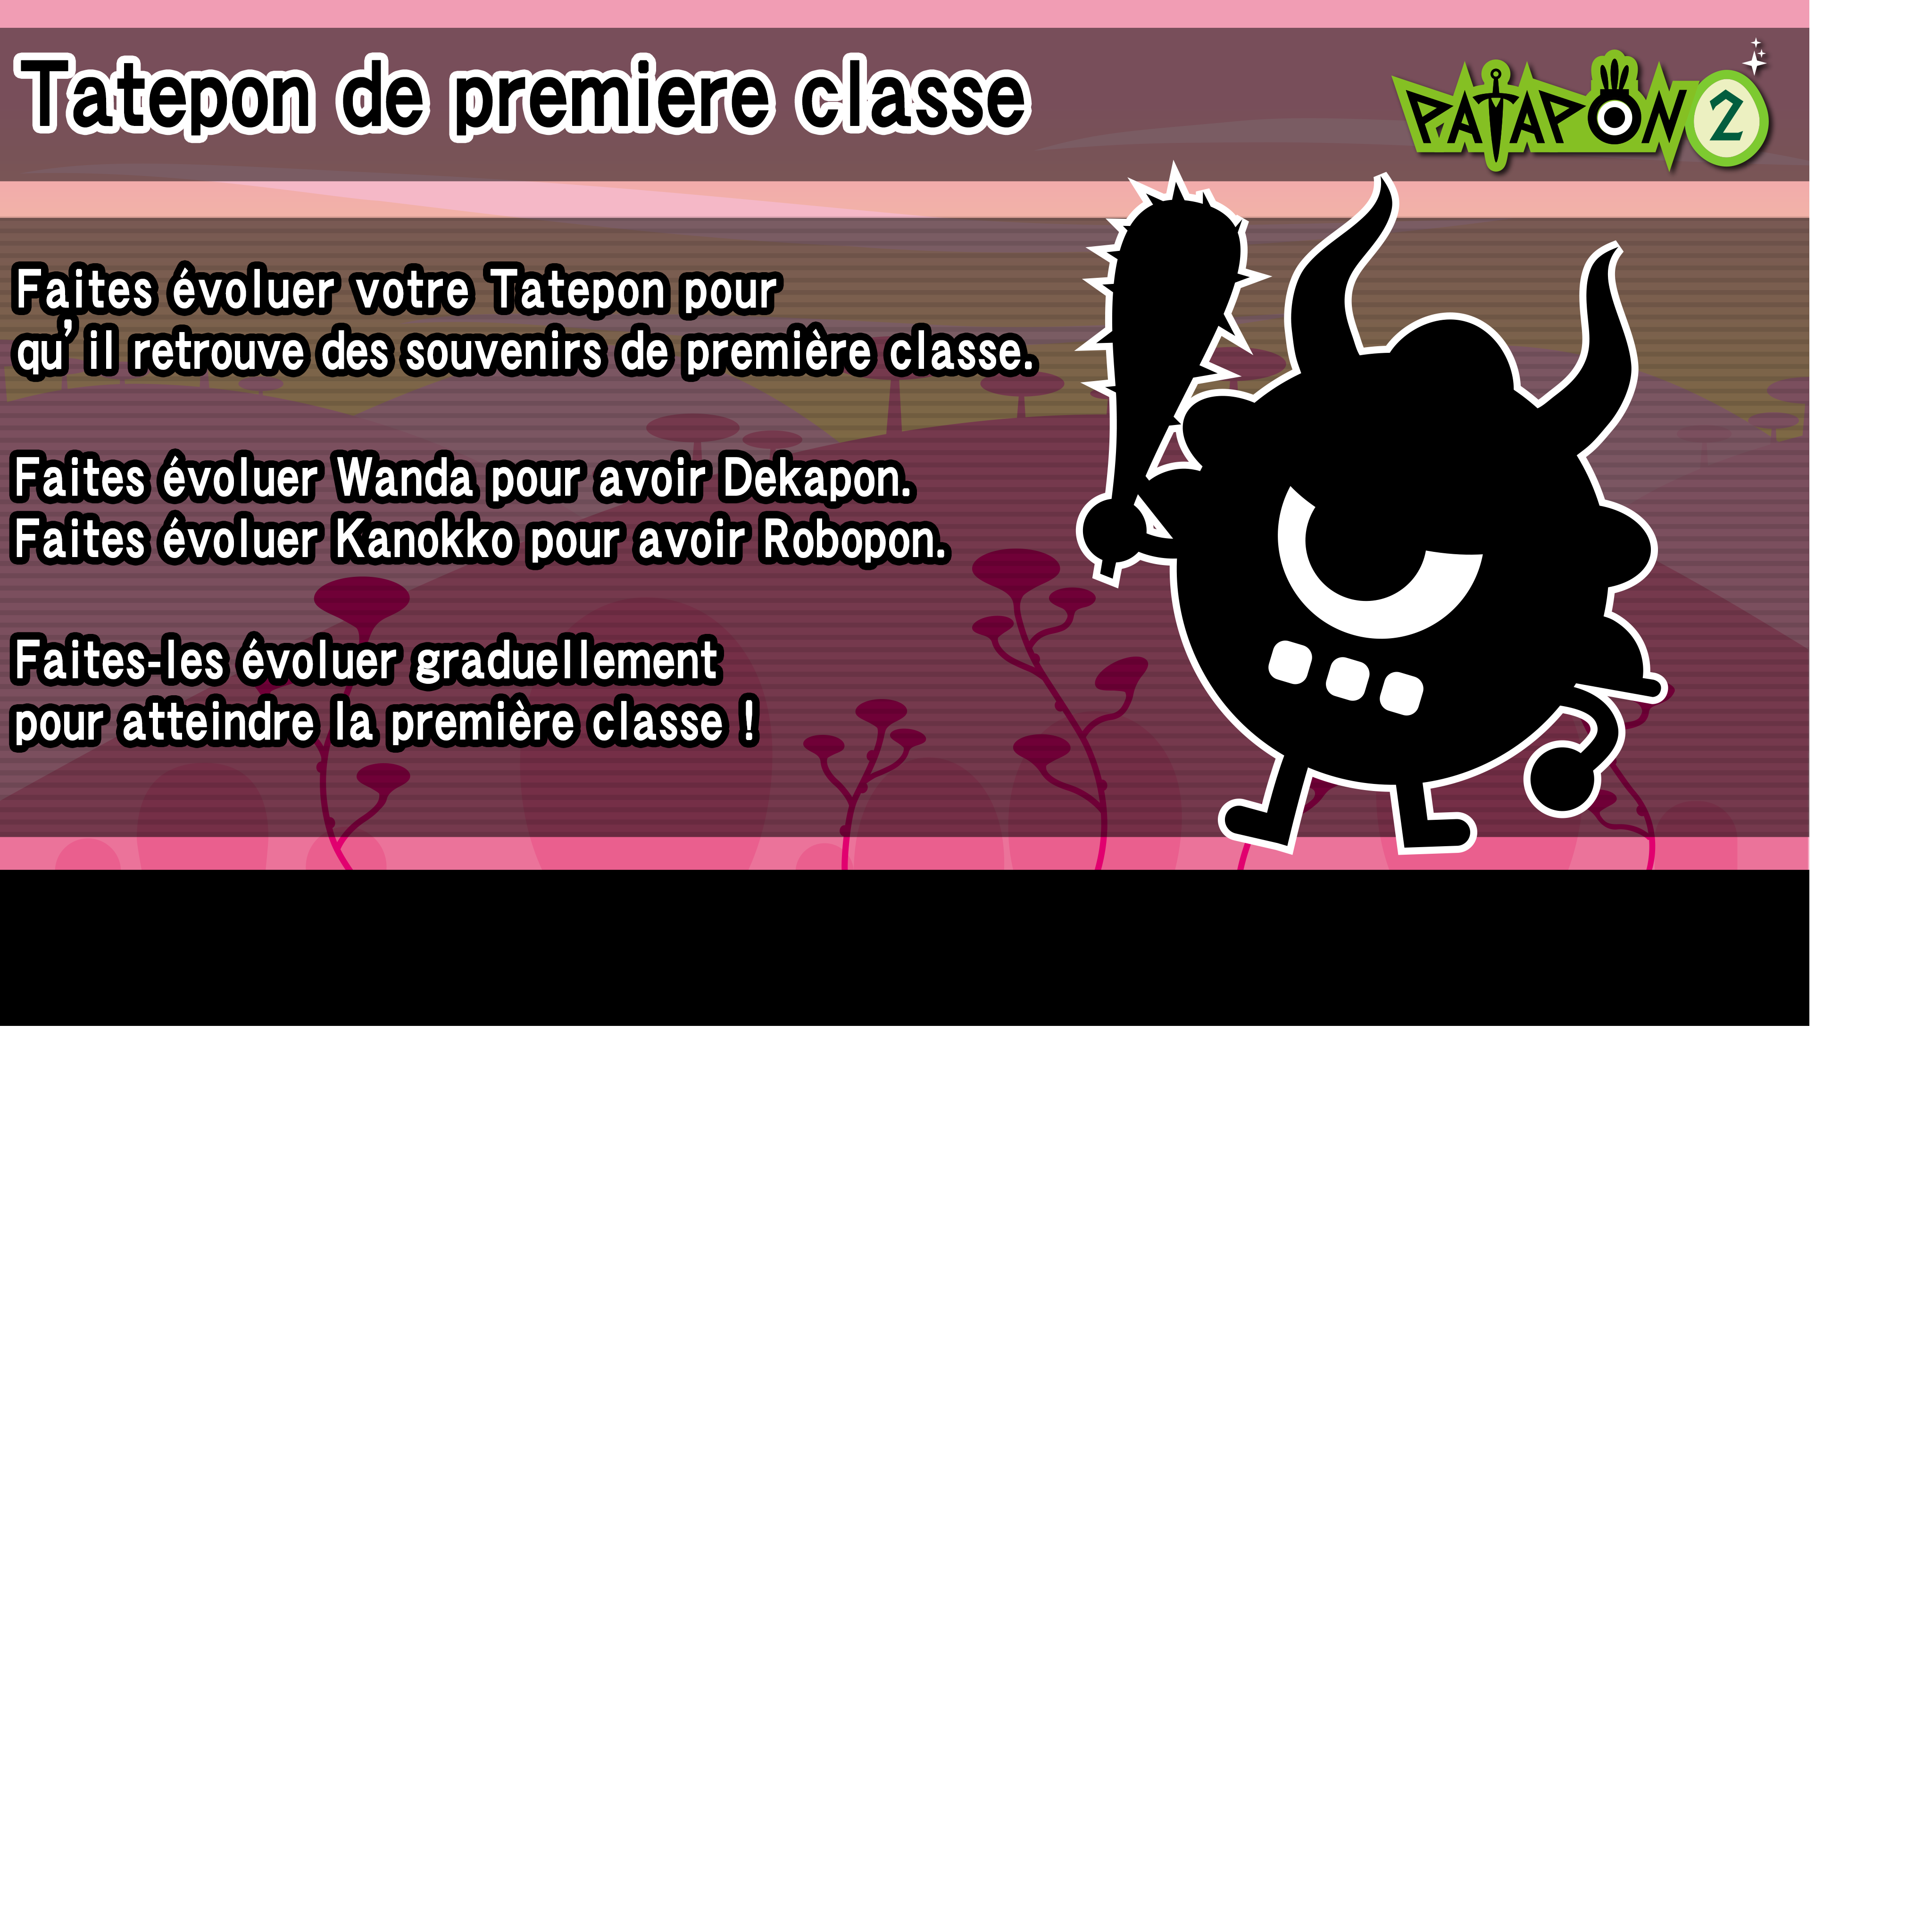 Tatepon de premiere classe
PATAPON 2
Faites évoluer votre Tatepon pour
qu'il retrouve des souvenirs de première classe.
Faites évoluer Wanda pour avoir Dekapon.
Faites évoluer Kanokko pour avoir Robopon.
Faites-les évoluer graduellement
pour atteindre la première classe !